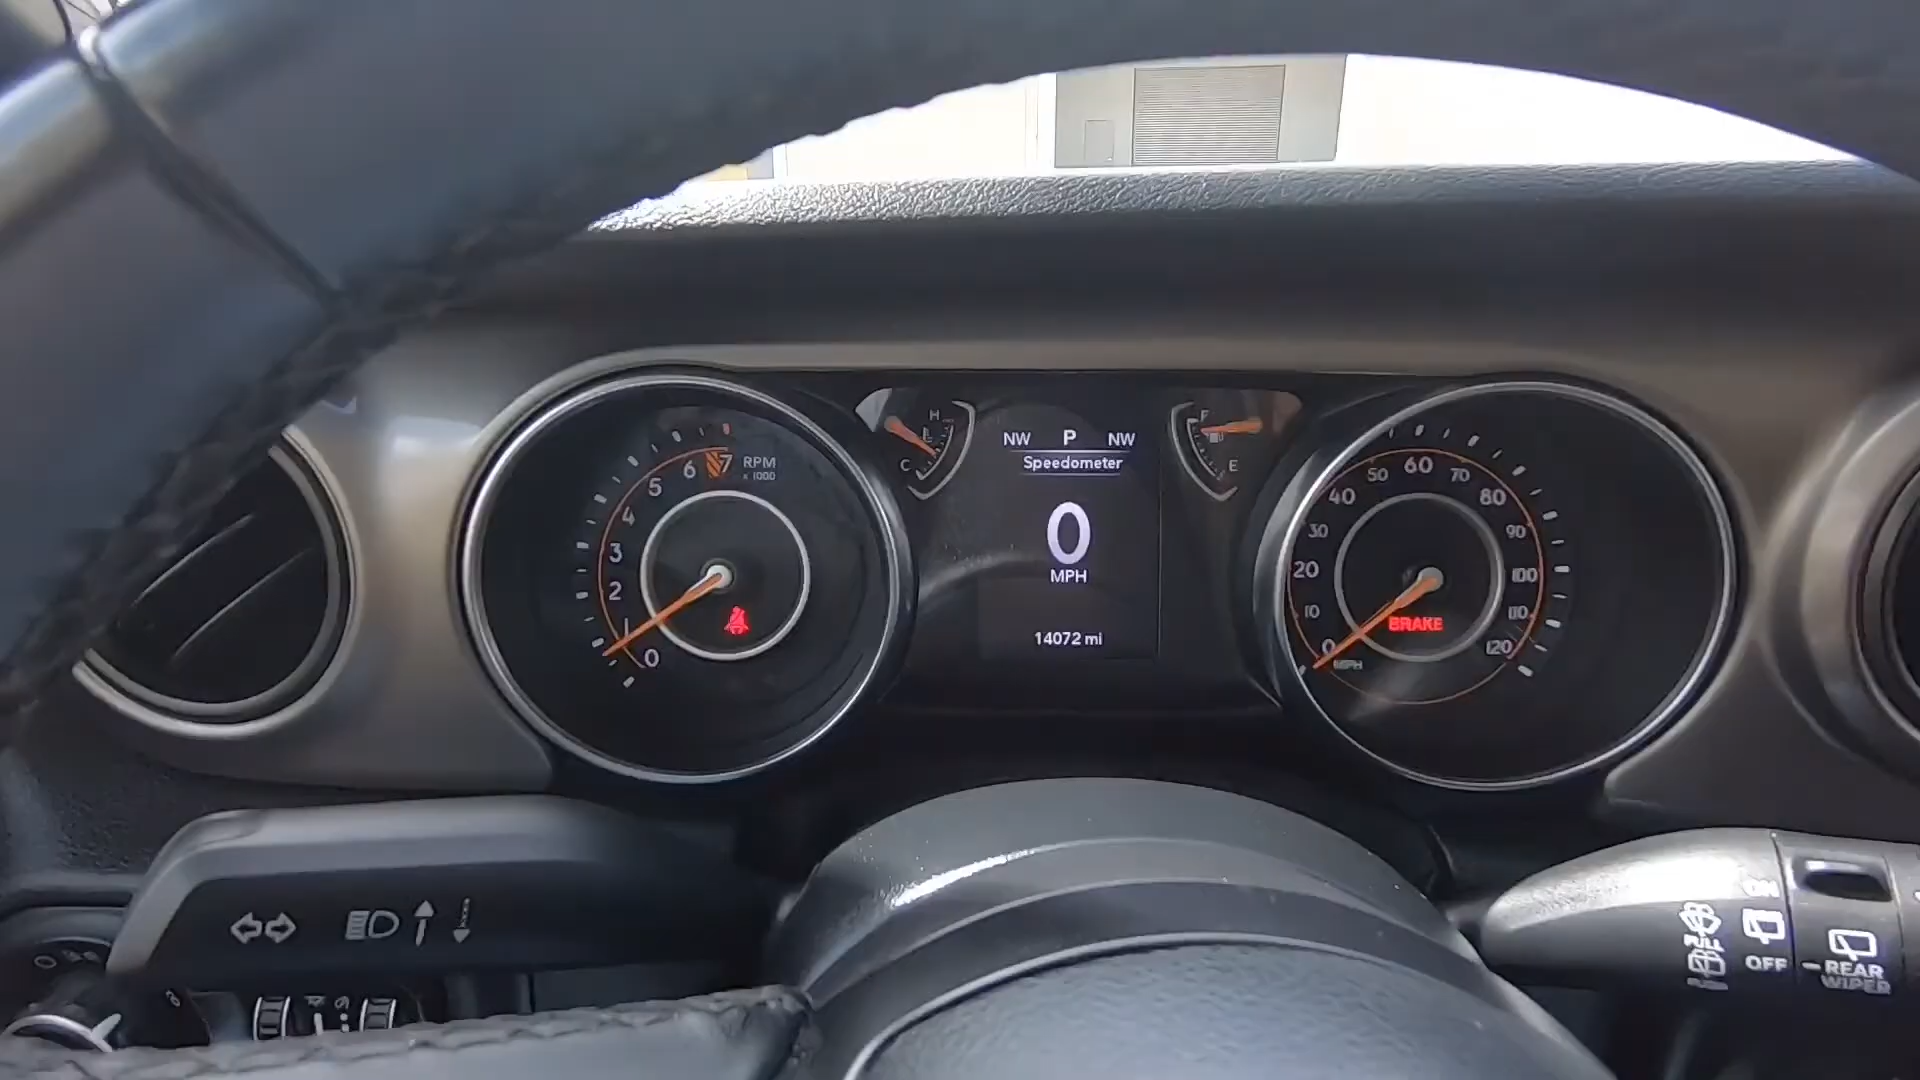 7
RPM
x 1000
6
5
4
3
2
1
0
H
C
NW P NW
Speedometer
0
MPH
14072 mi
F
E
60
50
70
40
80
30
90
20
100
10
110
0
120
MPH
BRAKE
ON
OFF
REAR
WIPER